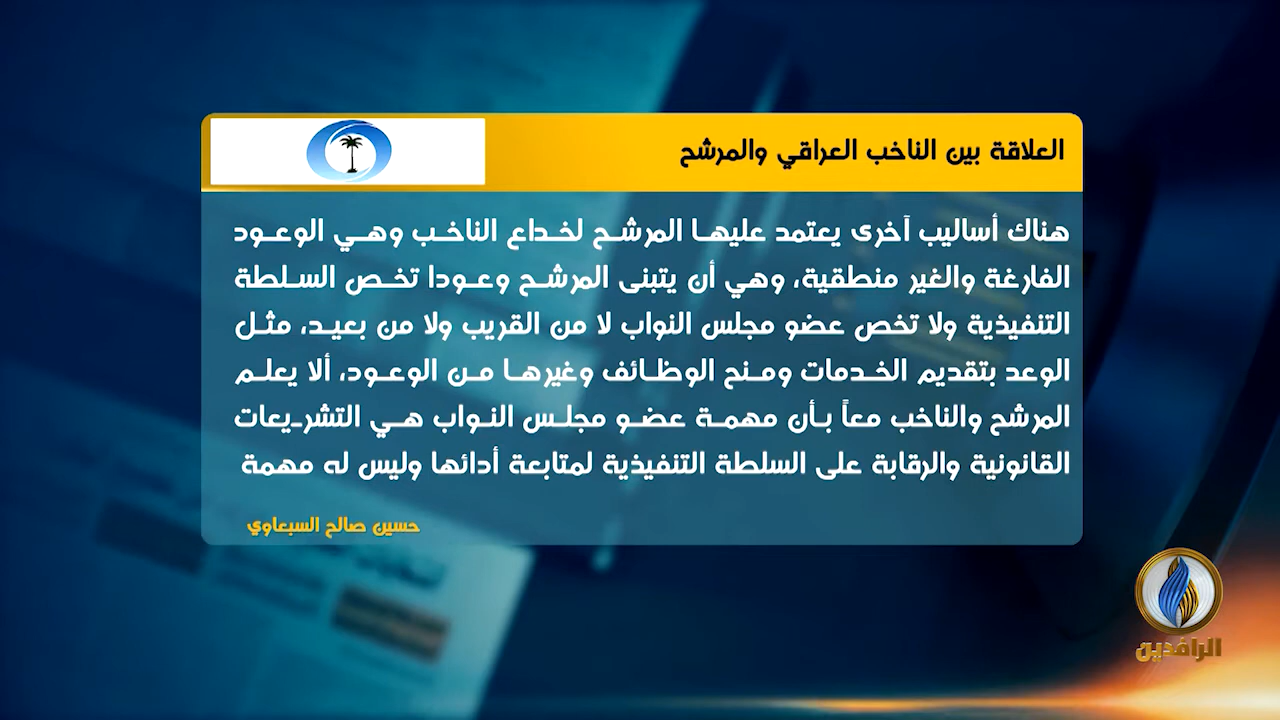 العلاقة بين الناخب العراقي والمرشح
هناك أساليب آخرى يعتمد عليها المرشح لخداع الناخب وهي الوعود
الفارغة والغير منطقية، وهي أن يتبنى المرشح وعودا تخص السلطة
التنفيذية ولا تخص عضو مجلس النواب لا من القريب ولا من بعيد، مثل
الوعد بتقديم الخدمات ومنح الوظائف وغيرها من الوعود، ألا يعلم
المرشح والناخب معاً بأن مهمة عضو مجلس النواب هي التشريعات
القانونية والرقابة على السلطة التنفيذية لمتابعة أدائها وليس له مهمة
حسين صالح السبعاوي
الرافدين